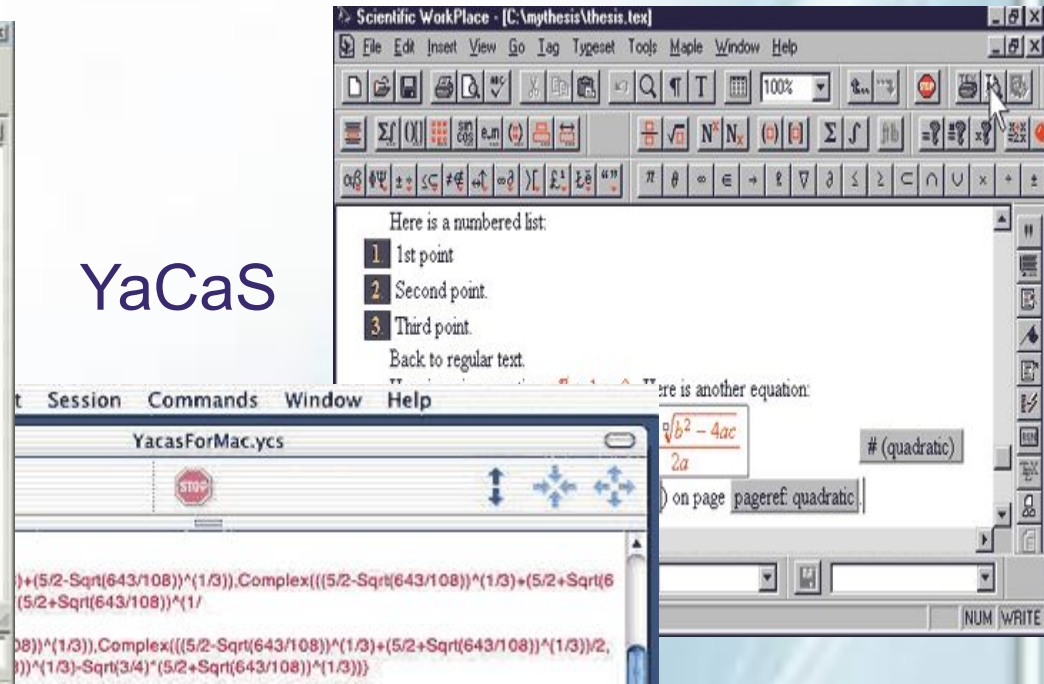 YaCaS
Scientific WorkPlace - [C:\mythesis\thesis.tex]
File Edit Insert View Go Tag Typeset Tools Maple Window Help
100%
Here is a numbered list:
1. 1st point
2. Second point.
3. Third point.
Back to regular text.
Here is another equation:
b² − 4ac
2a
# (quadratic)
) on page pageref: quadratic .
NUM WRITE
t Session Commands Window Help
YacasForMac.ycs
STOP
)+(5/2-Sqrt(643/108))^(1/3)),Complex(((5/2-Sqrt(643/108))^(1/3)+(5/2+Sqrt(6
(5/2+Sqrt(643/108))^(1/
08))^(1/3)),Complex(((5/2-Sqrt(643/108))^(1/3)+(5/2+Sqrt(643/108))^(1/3))/2,
))^(1/3)-Sqrt(3/4)*(5/2+Sqrt(643/108))^(1/3))}